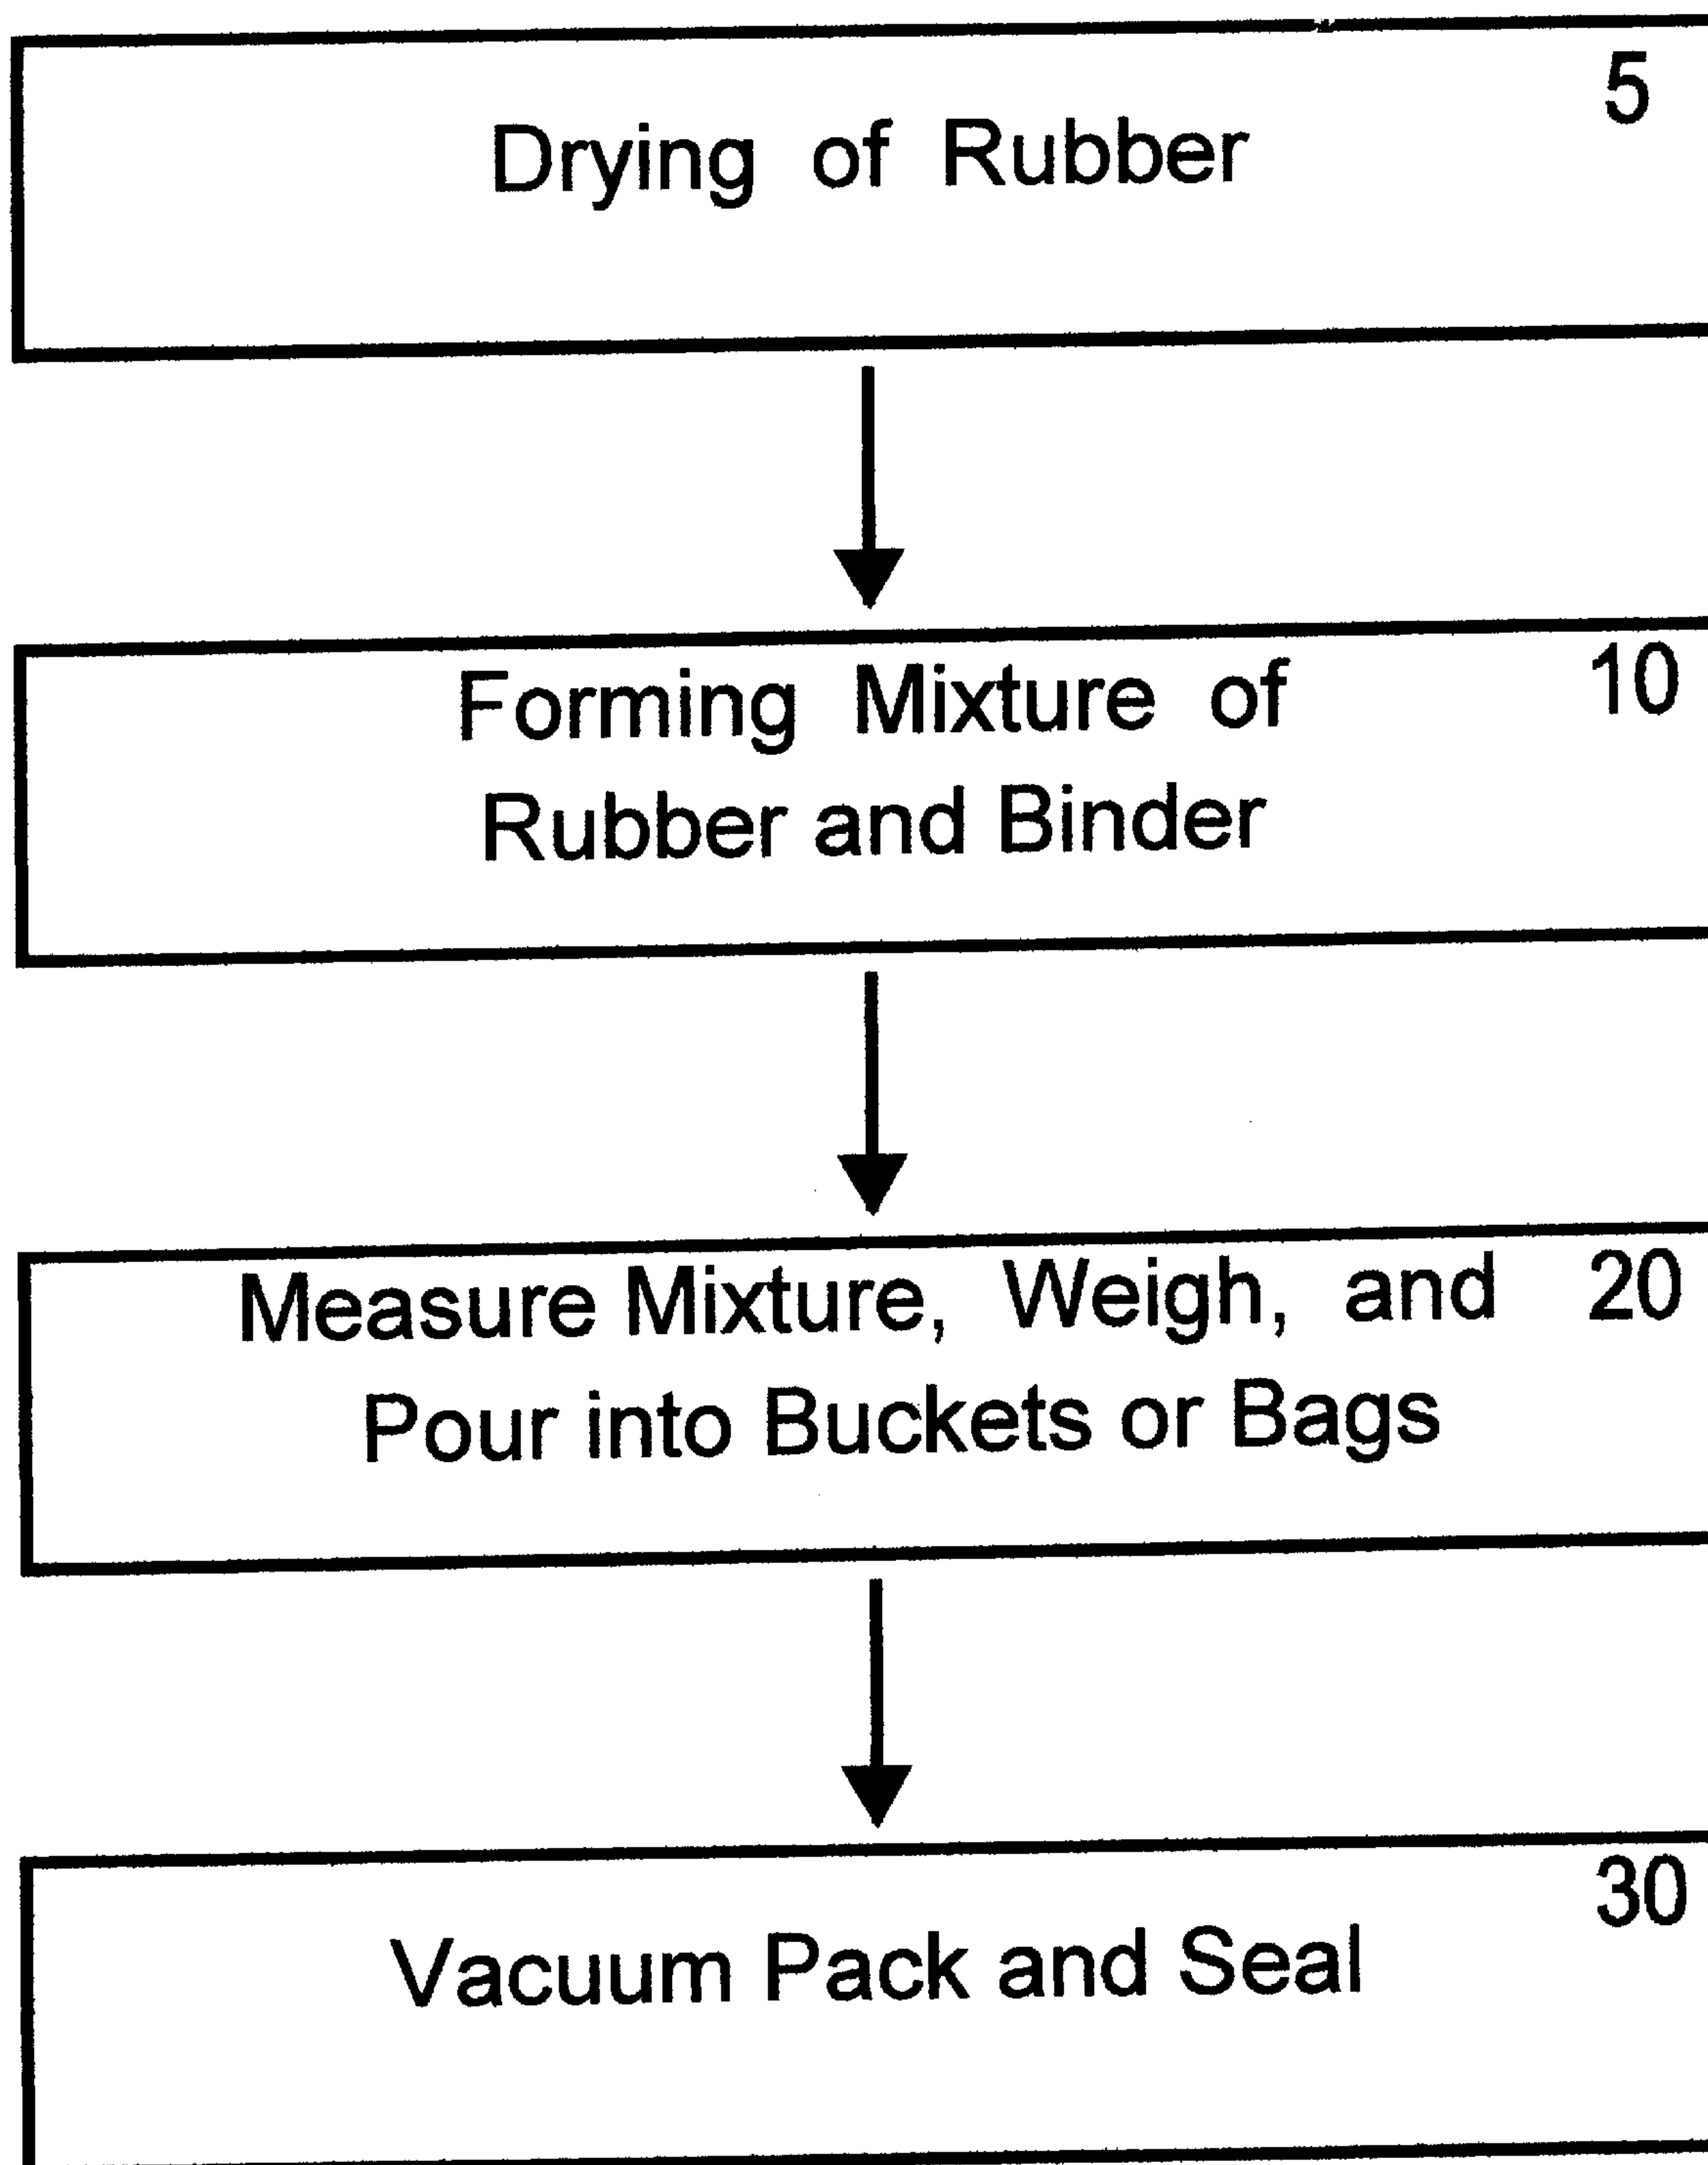 5
Drying of Rubber
Forming Mixture of 10
Rubber and Binder
Measure Mixture, Weigh, and 20
Pour into Buckets or Bags
30
Vacuum Pack and Seal